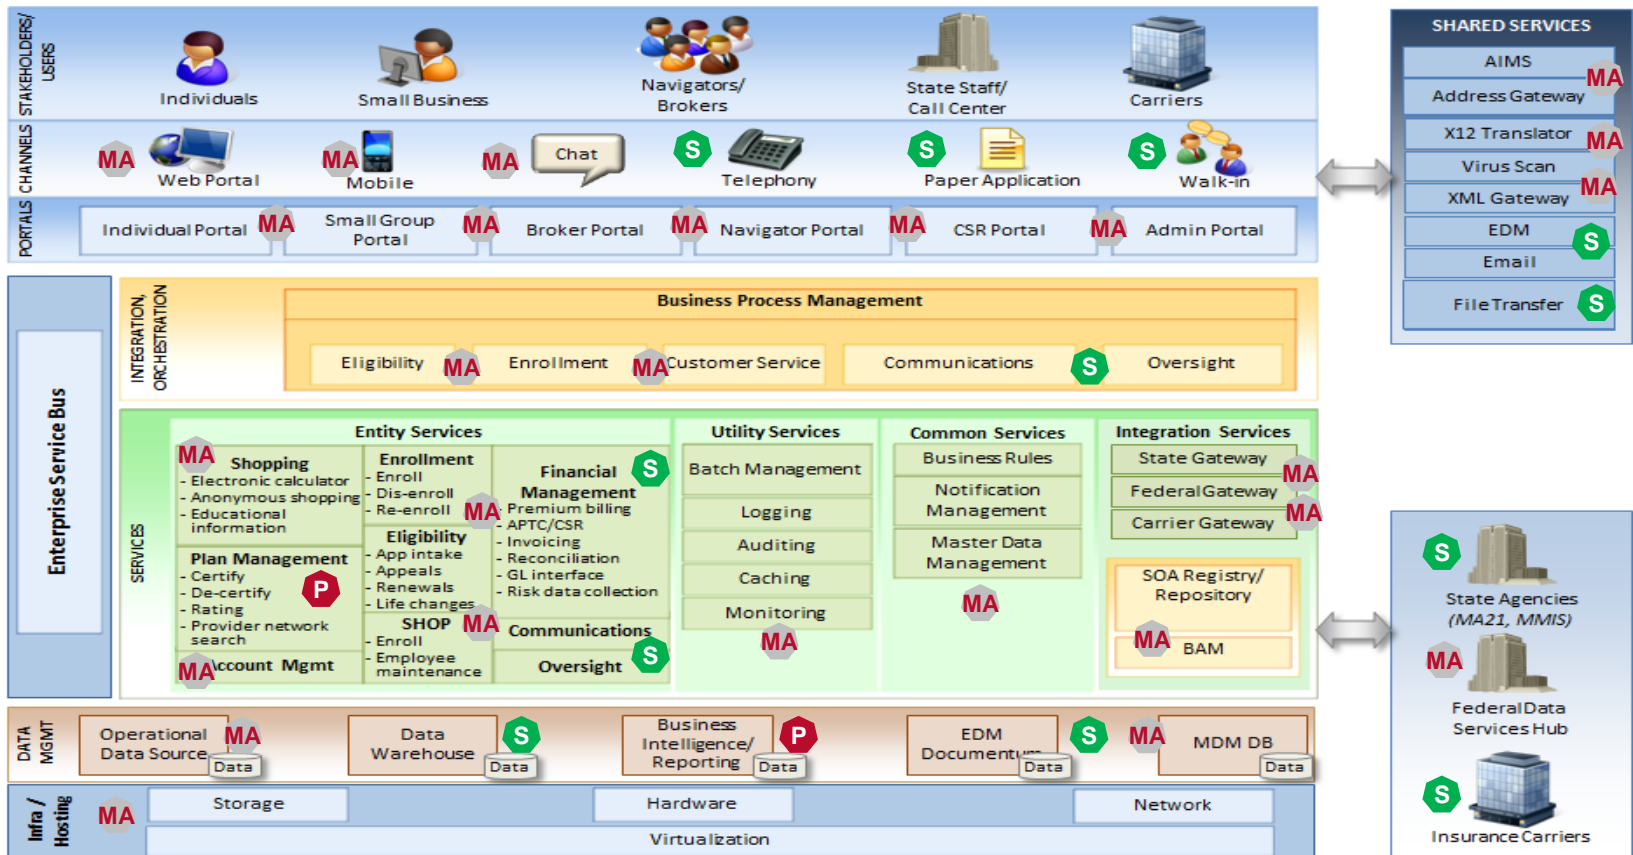 STAKEHOLDERS/
USERS
Individuals
Small Business
Navigators/
Brokers
State Staff/
Call Center
Carriers
CHANNELS
MA
Web Portal
MA
Mobile
MA
Chat
S
Telephony
S
Paper Application
S
Walk-in
PORTALS
Individual Portal
MA
Small Group
Portal
MA
Broker Portal
MA
Navigator Portal
MA
CSR Portal
MA
Admin Portal
SHARED SERVICES
AIMS
MA
Address Gateway
X12 Translator
MA
Virus Scan
MA
XML Gateway
EDM
S
Email
File Transfer
S
Enterprise Service Bus
INTEGRATION,
ORCHESTRATION
Business Process Management
Eligibility
MA
Enrollment
MA
Customer Service
Communications
S
Oversight
SERVICES
Entity Services
MA
Shopping
- Electronic calculator
- Anonymous shopping
- Educational
information
Plan Management
- Certify
- De-certify
- Rating
- Provider network
search
P
MA
Account Mgmt
Enrollment
- Enroll
- Dis-enroll
- Re-enroll
MA
Eligibility
- App intake
- Appeals
- Renewals
- Life changes
MA
SHOP
- Enroll
- Employee
maintenance
Financial
Management
S
- Premium billing
- APTC/CSR
- Invoicing
- Reconciliation
- GL interface
- Risk data collection
Communications
S
Oversight
Utility Services
Batch Management
Logging
Auditing
Caching
Monitoring
MA
Common Services
Business Rules
Notification
Management
Master Data
Management
MA
Integration Services
State Gateway
MA
Federal Gateway
MA
Carrier Gateway
SOA Registry/
Repository
MA
BAM
S
State Agencies
(MA21, MMIS)
MA
Federal Data
Services Hub
S
Insurance Carriers
DATA
MGMT
Operational
Data Source
MA
Data
Data
Warehouse
S
Data
Business
Intelligence/
Reporting
P
Data
EDM
Documentum
S
Data
MA
MDM DB
Data
Infra /
Hosting
MA
Storage
Hardware
Network
Virtualization